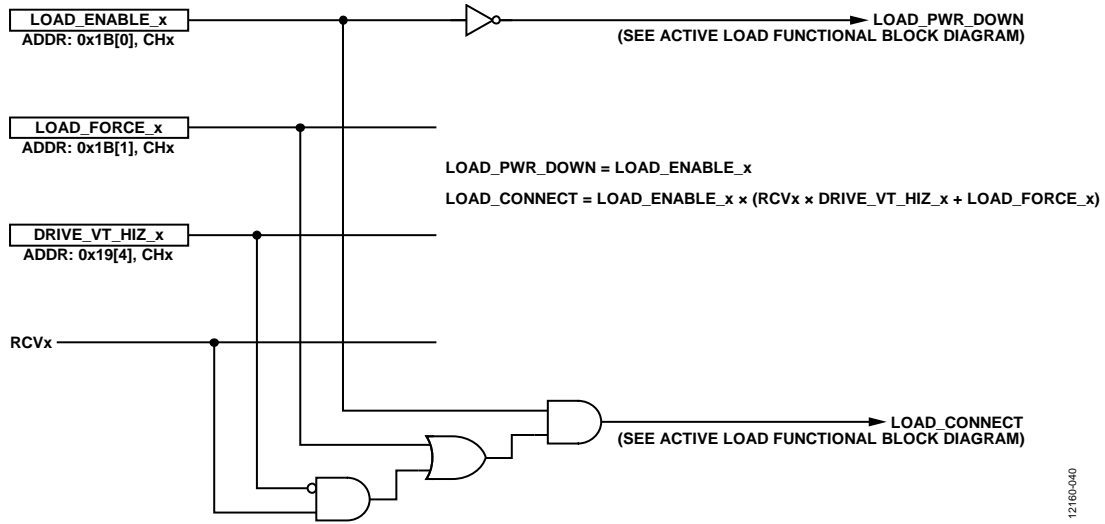 LOAD_ENABLE_x
ADDR: 0x1B[0], CHx
LOAD_PWR_DOWN
(SEE ACTIVE LOAD FUNCTIONAL BLOCK DIAGRAM)
LOAD_FORCE_x
ADDR: 0x1B[1], CHx
LOAD_PWR_DOWN = LOAD_ENABLE_x
LOAD_CONNECT = LOAD_ENABLE_x × (RCVx × DRIVE_VT_HIZ_x + LOAD_FORCE_x)
DRIVE_VT_HIZ_x
ADDR: 0x19[4], CHx
RCVx
LOAD_CONNECT
(SEE ACTIVE LOAD FUNCTIONAL BLOCK DIAGRAM)
12160-040